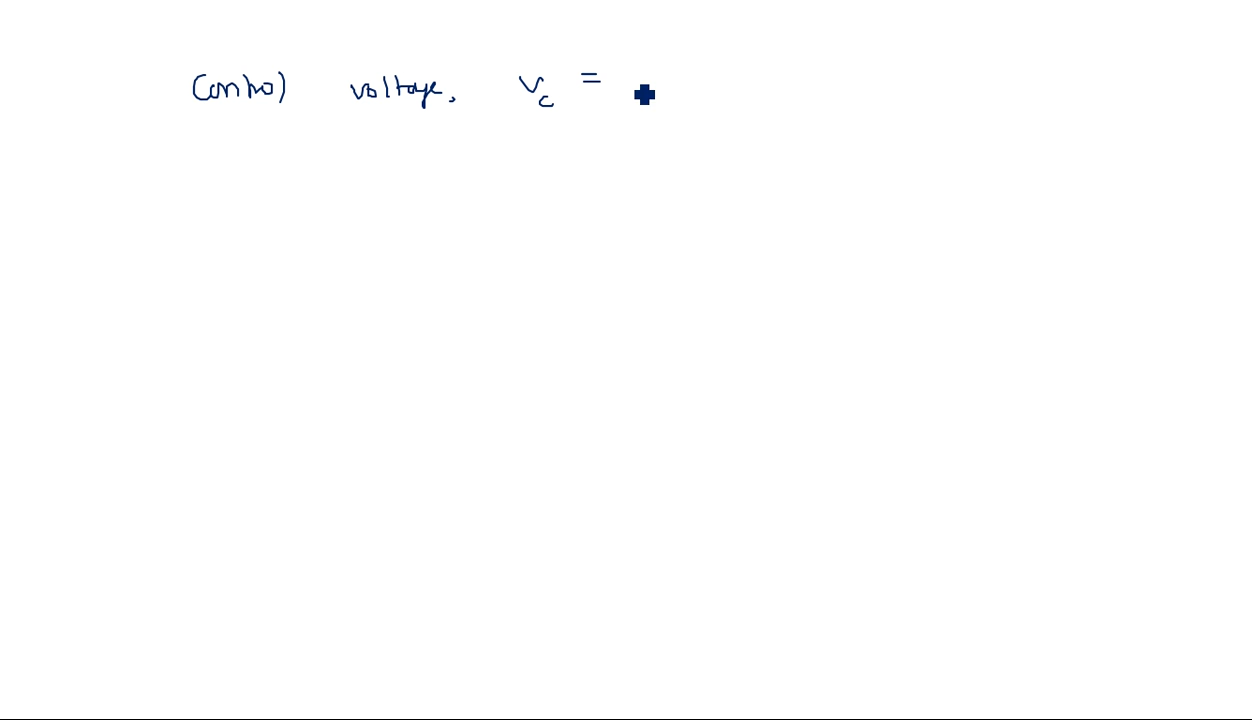 Control voltage, Vc =